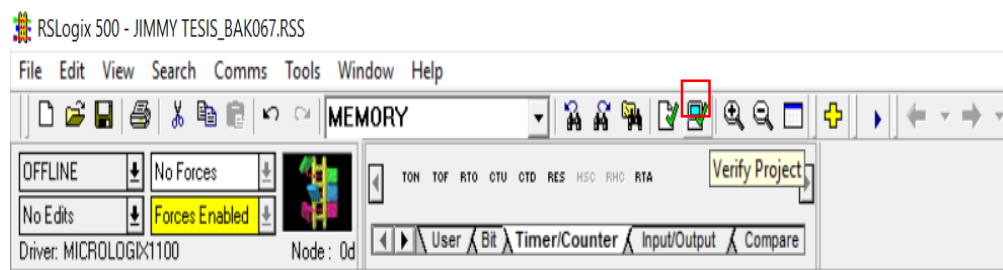 RSLogix 500 - JIMMY TESIS_BAK067.RSS
File Edit View Search Comms Tools Window Help
MEMORY
OFFLINE No Forces
TON TOF RTO CTU CTD RES HSC RHC RTA
Verify Project
No Edits Forces Enabled
User Bit Timer/Counter Input/Output Compare
Driver: MICROLOGIX1100 Node : 0d